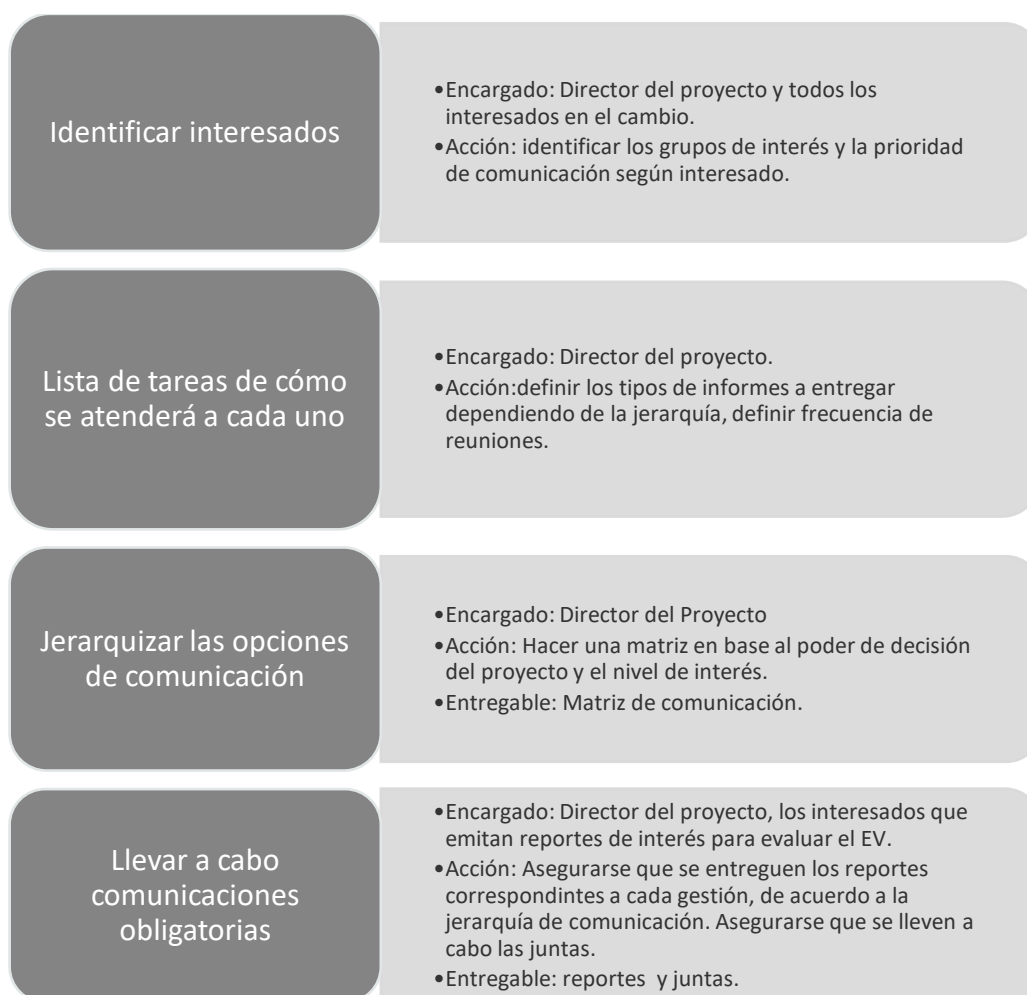 Identificar interesados
•Encargado: Director del proyecto y todos los
interesados en el cambio.
•Acción: identificar los grupos de interés y la prioridad
de comunicación según interesado.
Lista de tareas de cómo
se atenderá a cada uno
•Encargado: Director del proyecto.
•Acción:definir los tipos de informes a entregar
dependiendo de la jerarquía, definir frecuencia de
reuniones.
Jerarquizar las opciones
de comunicación
•Encargado: Director del Proyecto
•Acción: Hacer una matriz en base al poder de decisión
del proyecto y el nivel de interés.
•Entregable: Matriz de comunicación.
Llevar a cabo
comunicaciones
obligatorias
•Encargado: Director del proyecto, los interesados que
emitan reportes de interés para evaluar el EV.
•Acción: Asegurarse que se entreguen los reportes
correspondintes a cada gestión, de acuerdo a la
jerarquía de comunicación. Asegurarse que se lleven a
cabo las juntas.
•Entregable: reportes  y juntas.